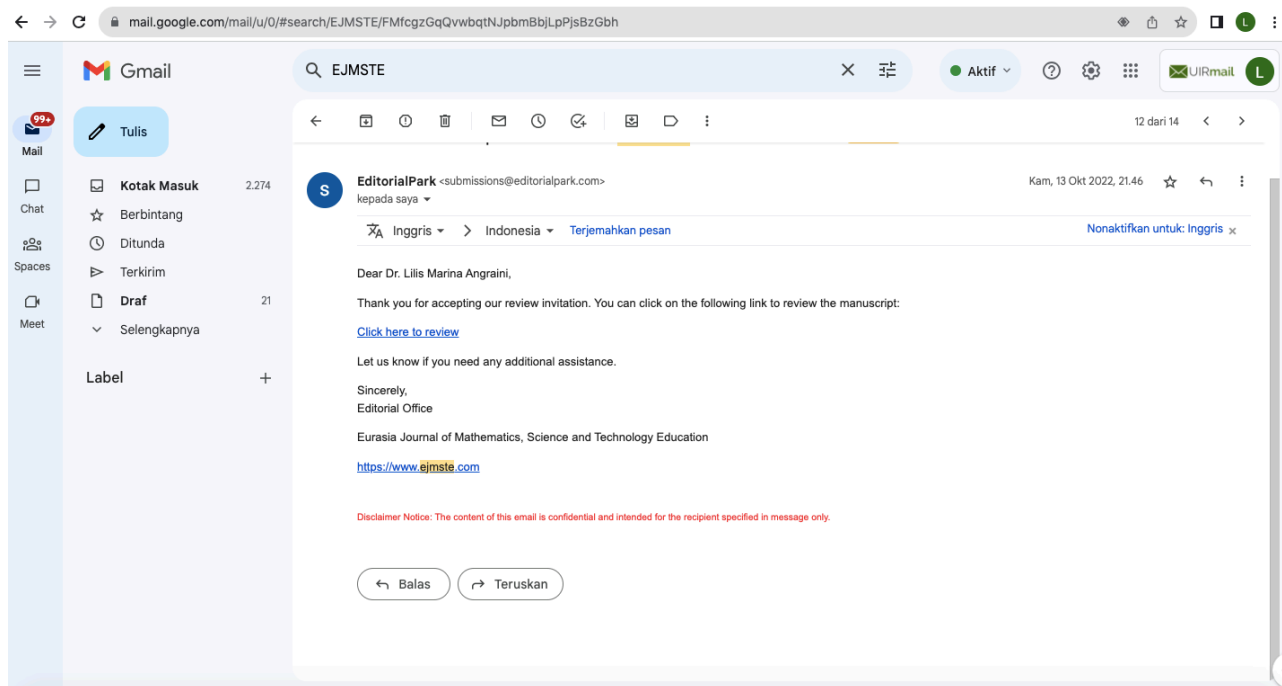 mail.google.com/mail/u/0/#search/EJMSTE/FMfcgzGqQvwbqtNJpbmBbjLpPjsBzGbh
L
Gmail
EJMSTE
Aktif
UIRmail
L
99+
Mail
Chat
Spaces
Meet
Tulis
Kotak Masuk 2.274
Berbintang
Ditunda
Terkirim
Draf 21
Selengkapnya
Label
12 dari 14
S
EditorialPark <submissions@editorialpark.com>
Kam, 13 Okt 2022, 21.46
kepada saya
Inggris > Indonesia Terjemahkan pesan
Nonaktifkan untuk: Inggris x
Dear Dr. Lilis Marina Angraini,
Thank you for accepting our review invitation. You can click on the following link to review the manuscript:
Click here to review
Let us know if you need any additional assistance.
Sincerely,
Editorial Office
Eurasia Journal of Mathematics, Science and Technology Education
https://www.ejmste.com
Disclaimer Notice: The content of this email is confidential and intended for the recipient specified in message only.
Balas
Teruskan